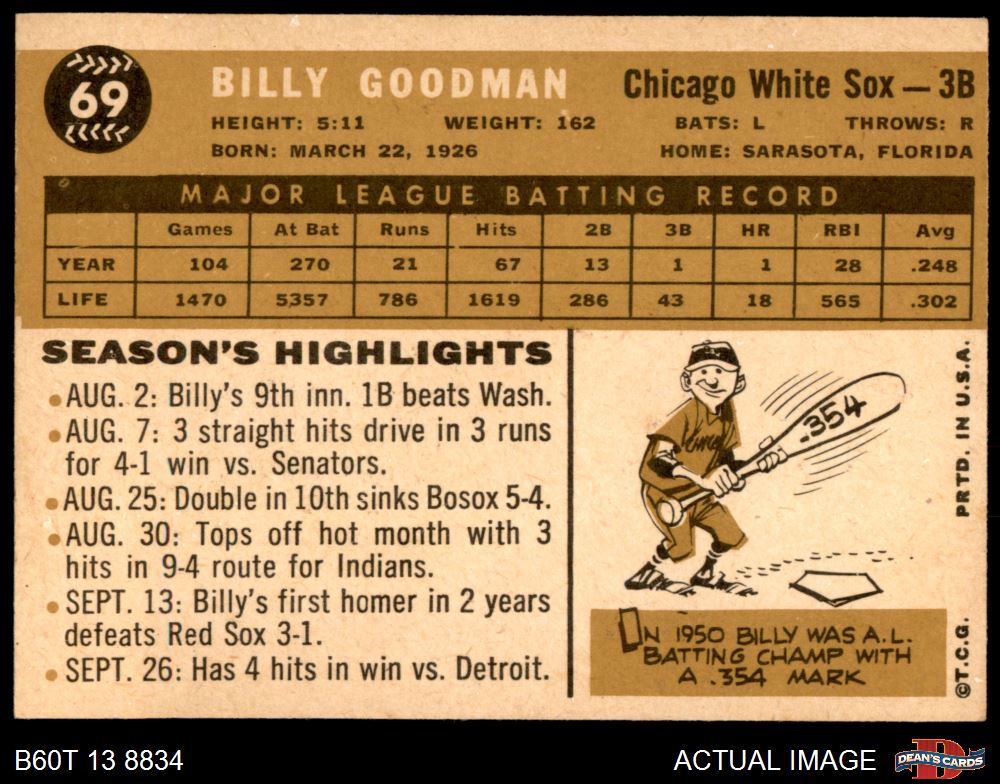 69
BILLY GOODMAN
Chicago White Sox — 3B
HEIGHT: 5:11 WEIGHT: 162 BATS: L THROWS: R
BORN: MARCH 22, 1926 HOME: SARASOTA, FLORIDA
MAJOR LEAGUE BATTING RECORD
Games At Bat Runs Hits 2B 3B HR RBI Avg
YEAR 104 270 21 67 13 1 1 28 .248
LIFE 1470 5357 786 1619 286 43 18 565 .302
SEASON'S HIGHLIGHTS
• AUG. 2: Billy's 9th inn. 1B beats Wash.
• AUG. 7: 3 straight hits drive in 3 runs
for 4-1 win vs. Senators.
• AUG. 25: Double in 10th sinks Bosox 5-4.
• AUG. 30: Tops off hot month with 3
hits in 9-4 route for Indians.
• SEPT. 13: Billy's first homer in 2 years
defeats Red Sox 3-1.
• SEPT. 26: Has 4 hits in win vs. Detroit.
.354
IN 1950 BILLY WAS A.L.
BATTING CHAMP WITH
A .354 MARK
PRTD. IN U.S.A.
©T.C.G.
B60T 13 8834
ACTUAL IMAGE
DEAN'S CARDS